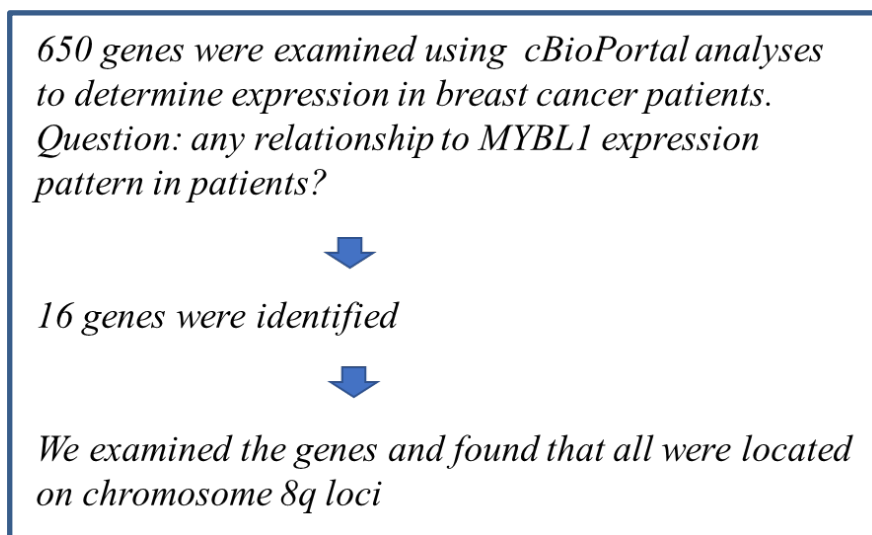 650 genes were examined using cBioPortal analyses
to determine expression in breast cancer patients.
Question: any relationship to MYBL1 expression
pattern in patients?
16 genes were identified
We examined the genes and found that all were located
on chromosome 8q loci